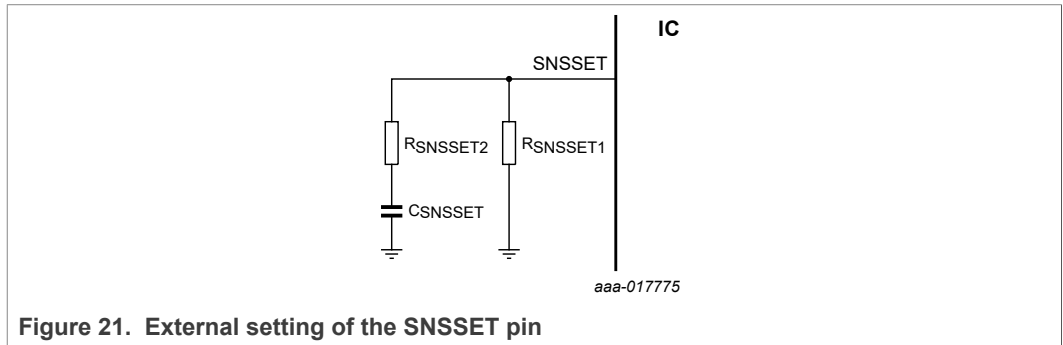 IC
SNSSET
RSNSSET2
RSNSSET1
CSNSSET
aaa-017775
Figure 21. External setting of the SNSSET pin